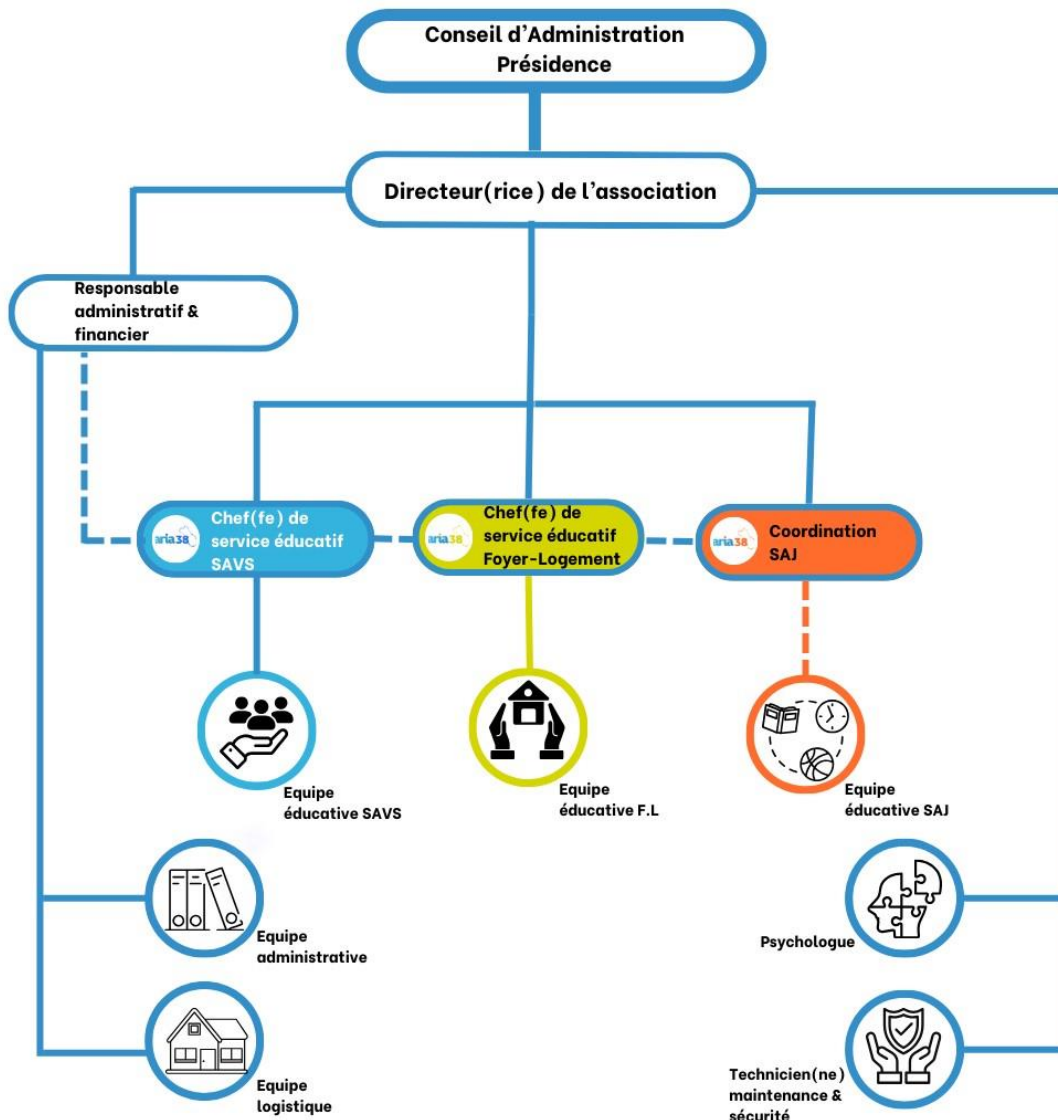 Conseil d'Administration
Présidence
Directeur(rice) de l'association
Responsable
administratif &
financier
aria38
Chef(fe) de
service éducatif
SAVS
aria38
Chef(fe) de
service éducatif
Foyer-Logement
aria38
Coordination
SAJ
Equipe
éducative SAVS
Equipe
éducative F.L
Equipe
éducative SAJ
Equipe
administrative
Psychologue
Equipe
logistique
Technicien(ne)
maintenance &
sécurité